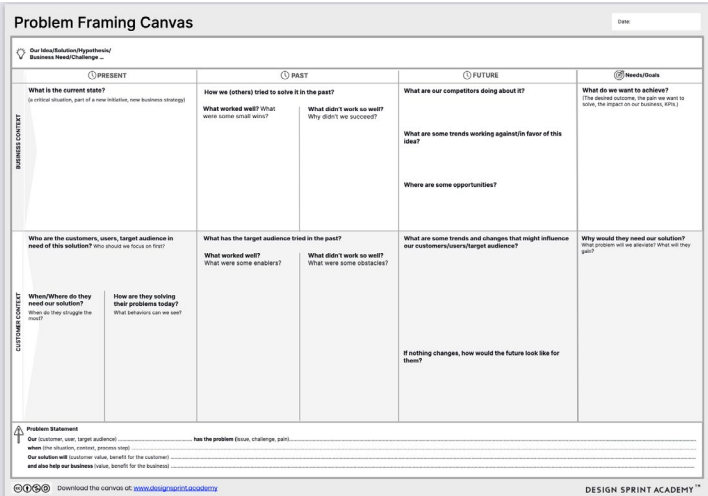 Problem Framing Canvas
Date:
Our Idea/Solution/Hypothesis/
Business Need/Challenge ...
PRESENT
PAST
FUTURE
Needs/Goals
BUSINESS CONTEXT
What is the current state?
(a critical situation, part of a new initiative, new business strategy)
How we (others) tried to solve it in the past?
What worked well? What
were some small wins?
What didn't work so well?
Why didn't we succeed?
What are our competitors doing about it?
What are some trends working against/in favor of this
idea?
Where are some opportunities?
What do we want to achieve?
(The desired outcome, the pain we want to
solve, the impact on our business, KPIs.)
CUSTOMER CONTEXT
Who are the customers, users, target audience in
need of this solution? Who should we focus on first?
When/Where do they
need our solution?
When do they struggle the
most?
How are they solving
their problems today?
What behaviors can we see?
What has the target audience tried in the past?
What worked well?
What were some enablers?
What didn't work so well?
What were some obstacles?
What are some trends and changes that might influence
our customers/users/target audience?
If nothing changes, how would the future look like for
them?
Why would they need our solution?
What problem will we alleviate? What will they
gain?
Problem Statement
Our (customer, user, target audience) ........ has the problem (issue, challenge, pain)........
when (the situation, context, process step) ........
Our solution will (customer value, benefit for the customer) ........
and also help our business (value, benefit for the business) ........
Download the canvas at: www.designsprint.academy
DESIGN SPRINT ACADEMY™